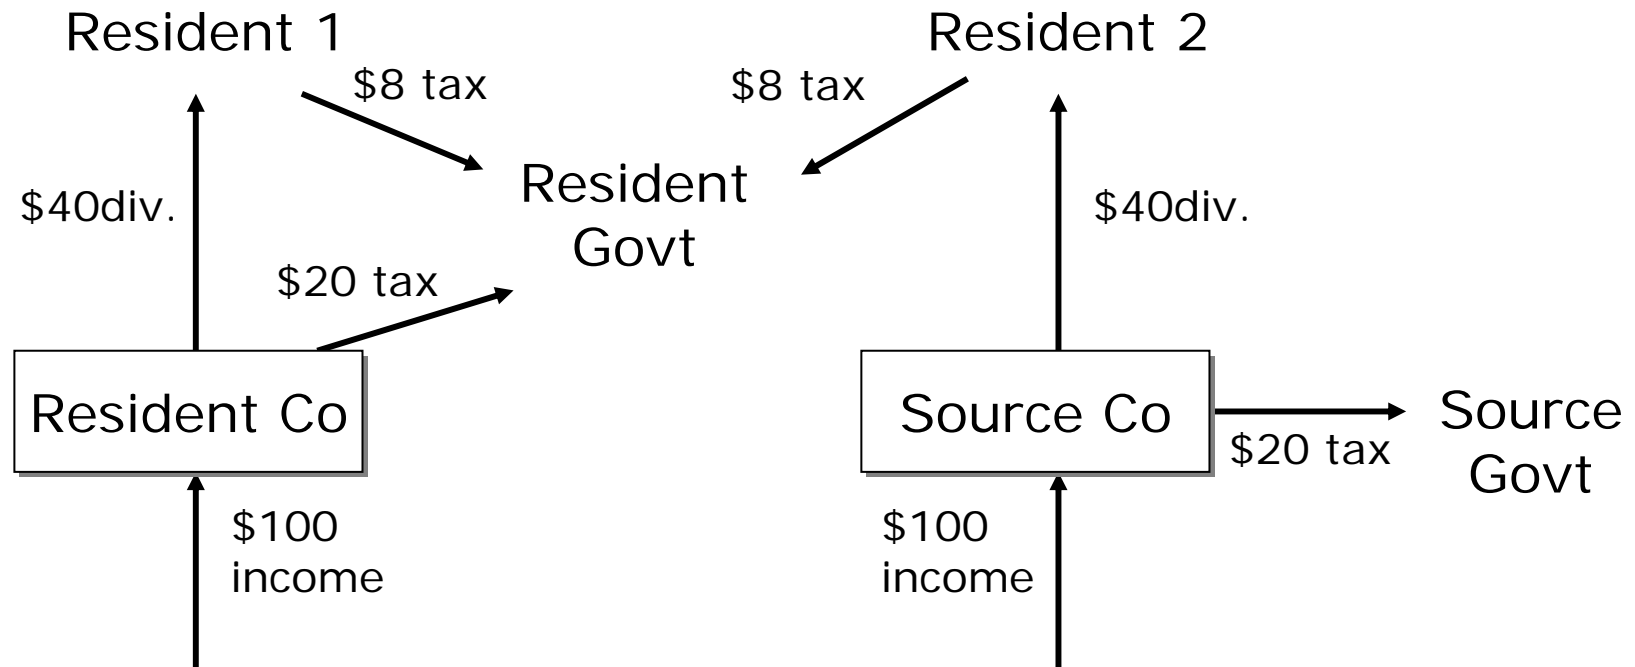 Resident 1
Resident 2
$8 tax
$8 tax
Resident
Govt
$40div.
$40div.
$20 tax
Resident Co
Source Co
Source
Govt
$20 tax
$100
income
$100
income